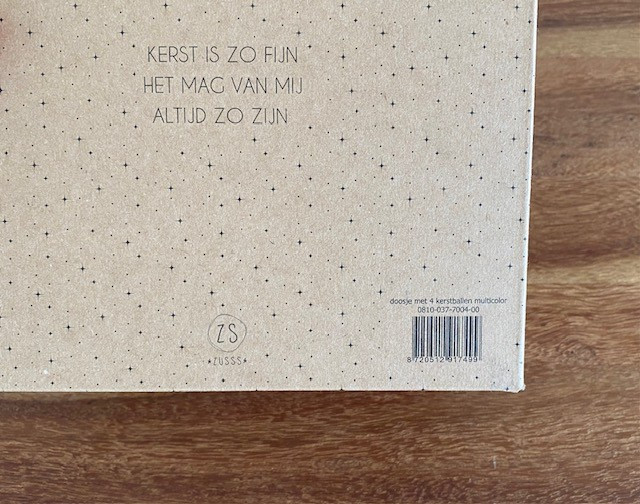 KERST IS ZO FIJN
HET MAG VAN MIJ
ALTIJD ZO ZIJN
doosje met 4 kerstballen multicolor
0810-037-7004-00
8 720512 917499
ZS
★ZUSSS★